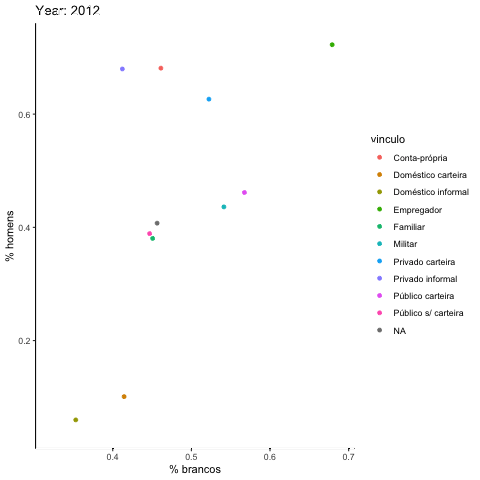 Year: 2012
% homens
0.6
0.4
0.2
0.4
0.5
0.6
0.7
% brancos
vinculo
Conta-própria
Doméstico carteira
Doméstico informal
Empregador
Familiar
Militar
Privado carteira
Privado informal
Público carteira
Público s/ carteira
NA